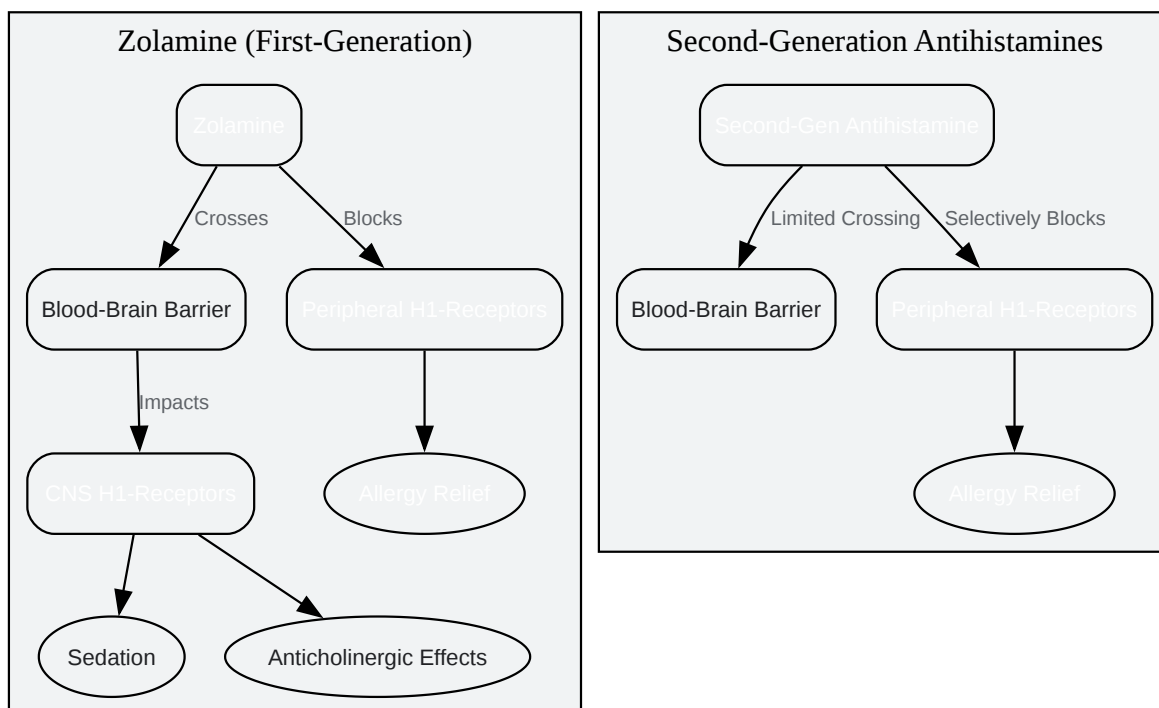 Zolamine (First-Generation)
Zolamine
Crosses
Blocks
Blood-Brain Barrier
Peripheral H1-Receptors
Impacts
CNS H1-Receptors
Allergy Relief
Sedation
Anticholinergic Effects
Second-Generation Antihistamines
Second-Gen Antihistamine
Limited Crossing
Selectively Blocks
Blood-Brain Barrier
Peripheral H1-Receptors
Allergy Relief